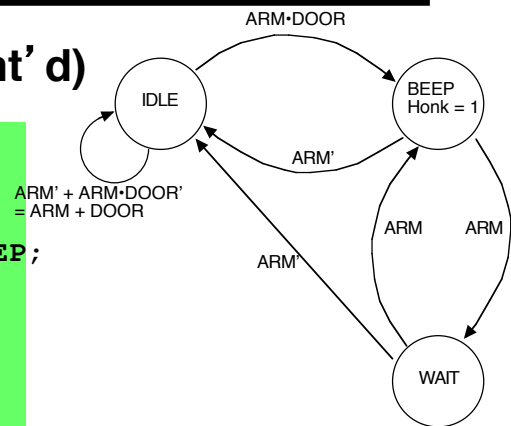 nt' d)
ARM•DOOR
IDLE
BEEP
Honk = 1
ARM'
ARM' + ARM•DOOR'
= ARM + DOOR
EP;
ARM
ARM
ARM'
WAIT